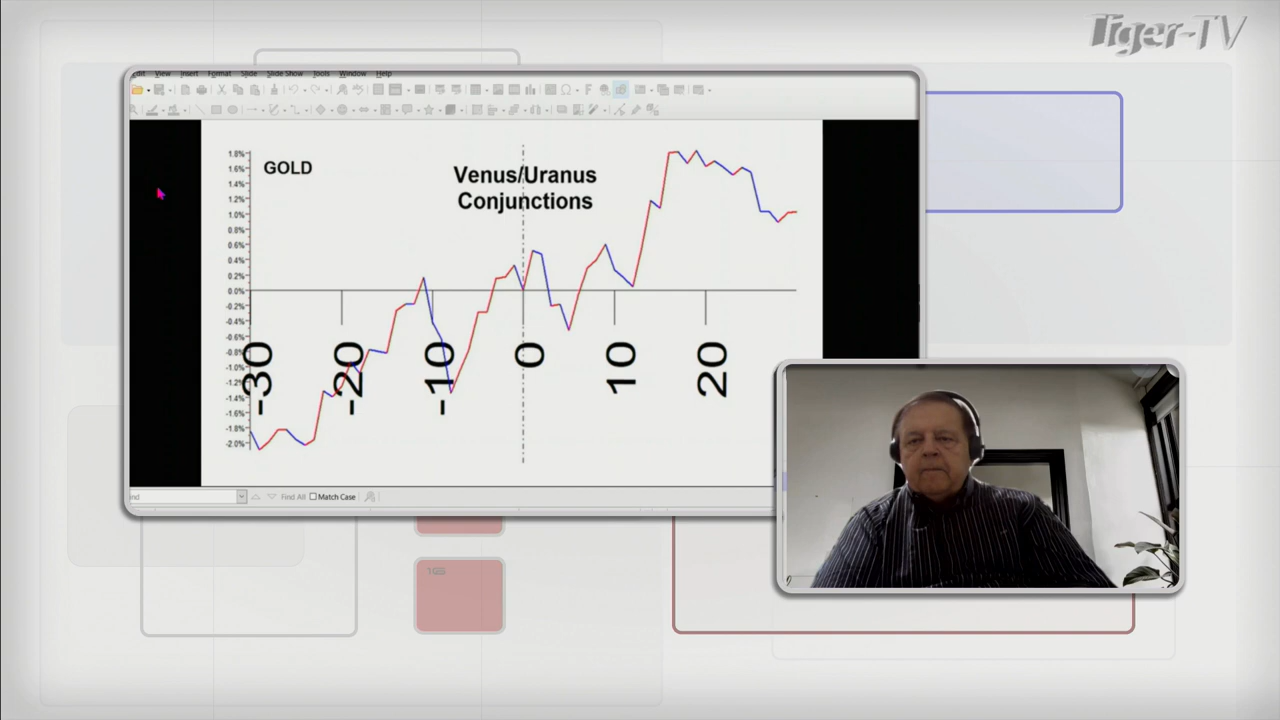 Tiger-TV
Edit View Insert Format Slide Slide Show Tools Window Help
GOLD
Venus/Uranus
Conjunctions
1.8%
1.6%
1.4%
1.2%
1.0%
0.8%
0.6%
0.4%
0.2%
0.0%
-0.2%
-0.4%
-0.6%
-0.8%
-1.0%
-1.2%
-1.4%
-1.6%
-1.8%
-2.0%
-30 -20 -10 0 10 20
Find All Match Case